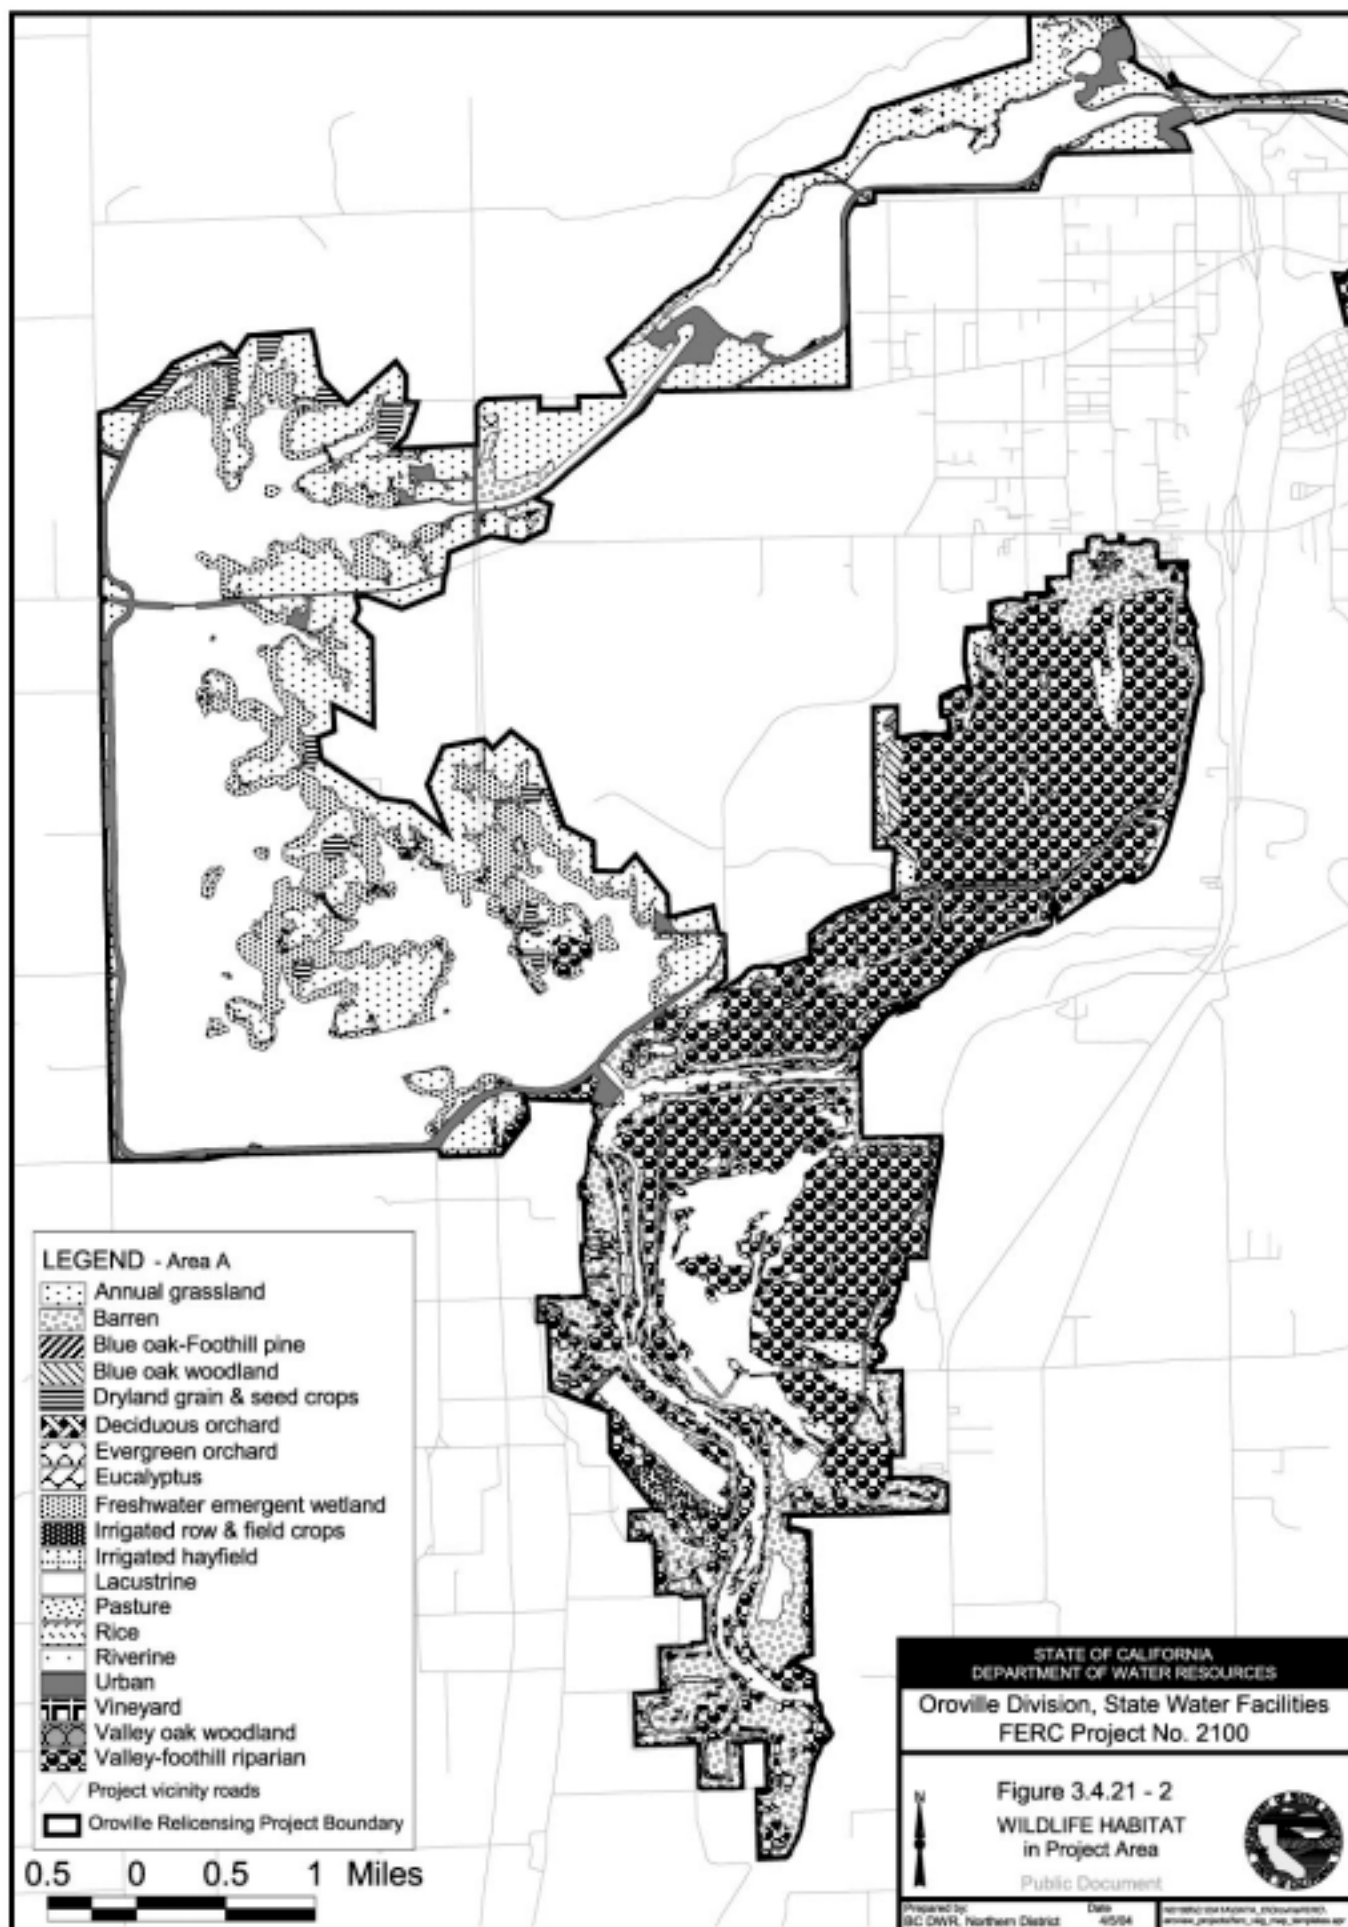 LEGEND - Area A
Annual grassland
Barren
Blue oak-Foothill pine
Blue oak woodland
Dryland grain & seed crops
Deciduous orchard
Evergreen orchard
Eucalyptus
Freshwater emergent wetland
Irrigated row & field crops
Irrigated hayfield
Lacustrine
Pasture
Rice
Riverine
Urban
Vineyard
Valley oak woodland
Valley-foothill riparian
Project vicinity roads
Oroville Relicensing Project Boundary
0.5 0 0.5 1 Miles
STATE OF CALIFORNIA
DEPARTMENT OF WATER RESOURCES
Oroville Division, State Water Facilities
FERC Project No. 2100
N
Figure 3.4.21 - 2
WILDLIFE HABITAT
in Project Area
Public Document
Prepared by: Date
BC DWR, Northern District 4/5/04